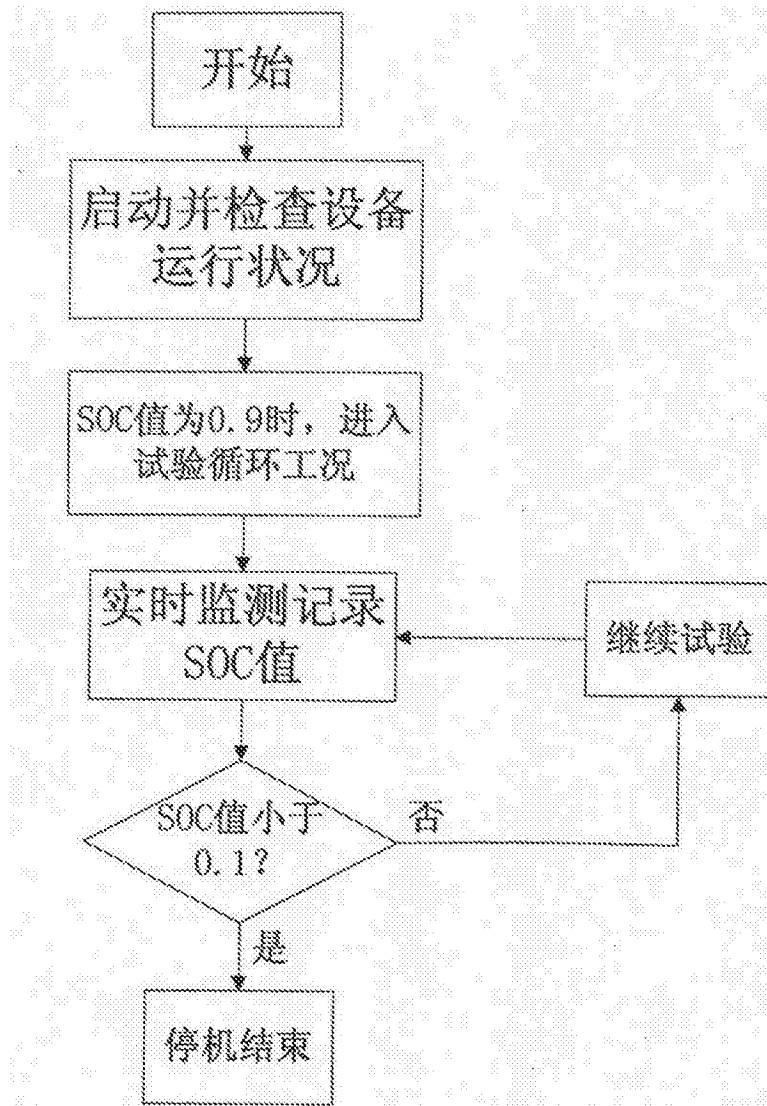 开始
启动并检查设备
运行状况
SOC值为0.9时，进入
试验循环工况
实时监测记录
SOC值
继续试验
SOC值小于
0.1？
否
是
停机结束